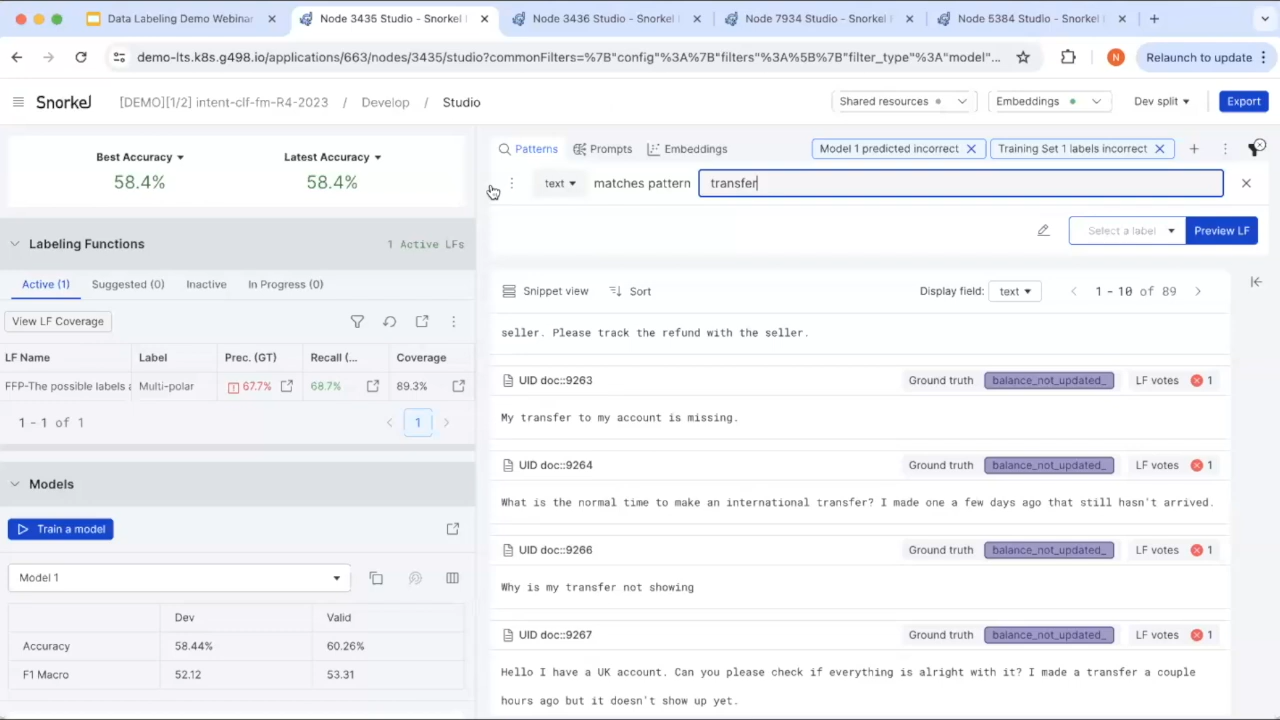 Data Labeling Demo Webinar
Node 3435 Studio - Snorkel
Node 3436 Studio - Snorkel
Node 7934 Studio - Snorkel
Node 5384 Studio - Snorkel
demo-lts.k8s.g498.io/applications/663/nodes/3435/studio?commonFilters=%7B"config"%3A%7B"filters"%3A%5B%7B"filter_type"%3A"model"...
N
Relaunch to update
Snorkel
[DEMO][1/2] intent-clf-fm-R4-2023 / Develop / Studio
Shared resources
Embeddings
Dev split
Export
Best Accuracy
Latest Accuracy
58.4%
58.4%
Labeling Functions
1 Active LFs
Active (1)
Suggested (0)
Inactive
In Progress (0)
View LF Coverage
LF Name
Label
Prec. (GT)
Recall (...
Coverage
FFP-The possible labels a
Multi-polar
67.7%
68.7%
89.3%
1 - 1 of 1
1
Models
Train a model
Model 1
Dev
Valid
Accuracy
58.44%
60.26%
F1 Macro
52.12
53.31
Patterns
Prompts
Embeddings
Model 1 predicted incorrect
Training Set 1 labels incorrect
text
matches pattern
transfer
Select a label
Preview LF
Snippet view
Sort
Display field:
text
1 - 10 of 89
seller. Please track the refund with the seller.
UID doc::9263
Ground truth
balance_not_updated_
LF votes
1
My transfer to my account is missing.
UID doc::9264
Ground truth
balance_not_updated_
LF votes
1
What is the normal time to make an international transfer? I made one a few days ago that still hasn't arrived.
UID doc::9266
Ground truth
balance_not_updated_
LF votes
1
Why is my transfer not showing
UID doc::9267
Ground truth
balance_not_updated_
LF votes
1
Hello I have a UK account. Can you please check if everything is alright with it? I made a transfer a couple
hours ago but it doesn't show up yet.